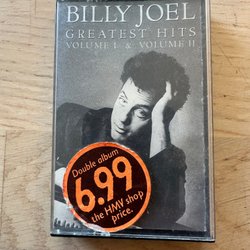 BILLY JOEL
GREATEST HITS
VOLUME I & VOLUME II
Double album
6.99
the HMV shop
price.